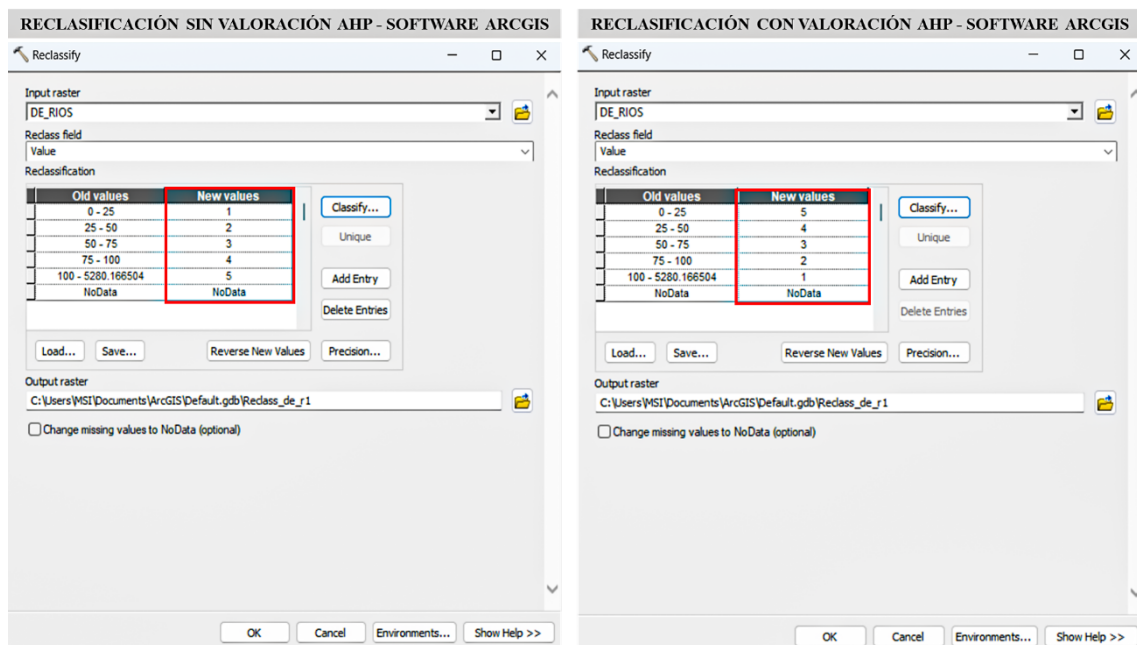 RECLASIFICACIÓN SIN VALORACIÓN AHP - SOFTWARE ARCGIS
Reclassify
Input raster
DE_RIOS
Reclass field
Value
Reclassification
Old values New values
0 - 25 1
25 - 50 2
50 - 75 3
75 - 100 4
100 - 5280.166504 5
NoData NoData
Classify...
Unique
Add Entry
Delete Entries
Load... Save... Reverse New Values Precision...
Output raster
C:\Users\MSI\Documents\ArcGIS\Default.gdb\Reclass_de_r1
Change missing values to NoData (optional)
OK Cancel Environments... Show Help >>
RECLASIFICACIÓN CON VALORACIÓN AHP - SOFTWARE ARCGIS
Reclassify
Input raster
DE_RIOS
Reclass field
Value
Reclassification
Old values New values
0 - 25 5
25 - 50 4
50 - 75 3
75 - 100 2
100 - 5280.166504 1
NoData NoData
Classify...
Unique
Add Entry
Delete Entries
Load... Save... Reverse New Values Precision...
Output raster
C:\Users\MSI\Documents\ArcGIS\Default.gdb\Reclass_de_r1
Change missing values to NoData (optional)
OK Cancel Environments... Show Help >>